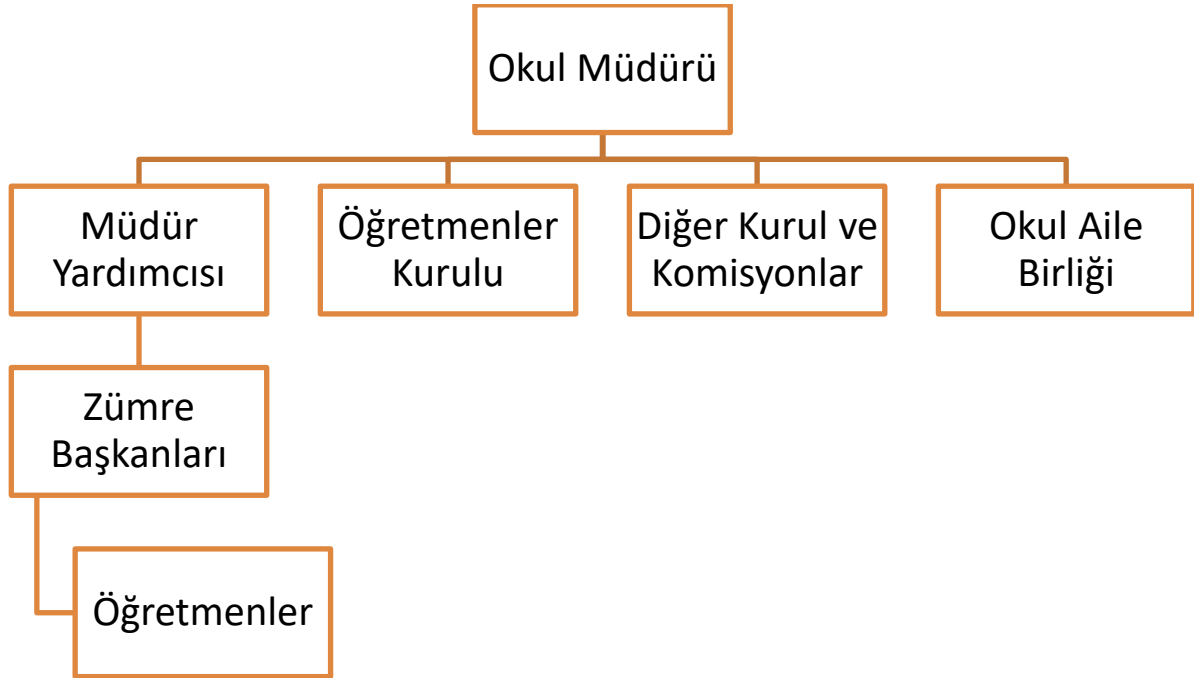 Okul Müdürü
Müdür
Yardımcısı
Öğretmenler
Kurulu
Diğer Kurul ve
Komisyonlar
Okul Aile
Birliği
Zümre
Başkanları
Öğretmenler